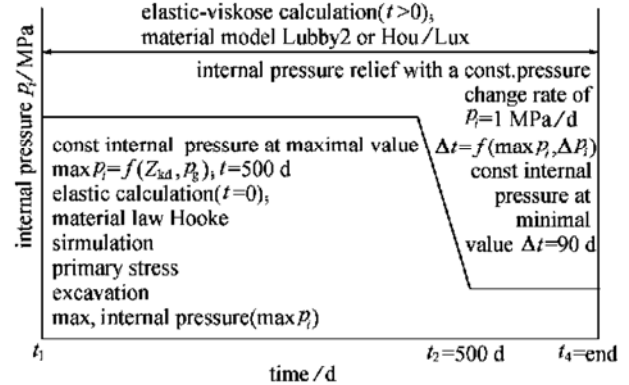 elastic-viskose calculation(t>0);
material model Lubby2 or Hou/Lux
internal pressure relief with a const.pressure
change rate of
Pi=1 MPa/d
Δt=f(max pi,ΔPi)
const internal
pressure at
minimal
value Δt=90 d
const internal pressure at maximal value
max pi=f(Zkd,pg);t=500 d
elastic calculation(t=0);
material law Hooke
sirmulation
primary stress
excavation
max, internal pressure(max pi)
internal pressure pi/MPa
t1
t2=500 d
t4=end
time/d